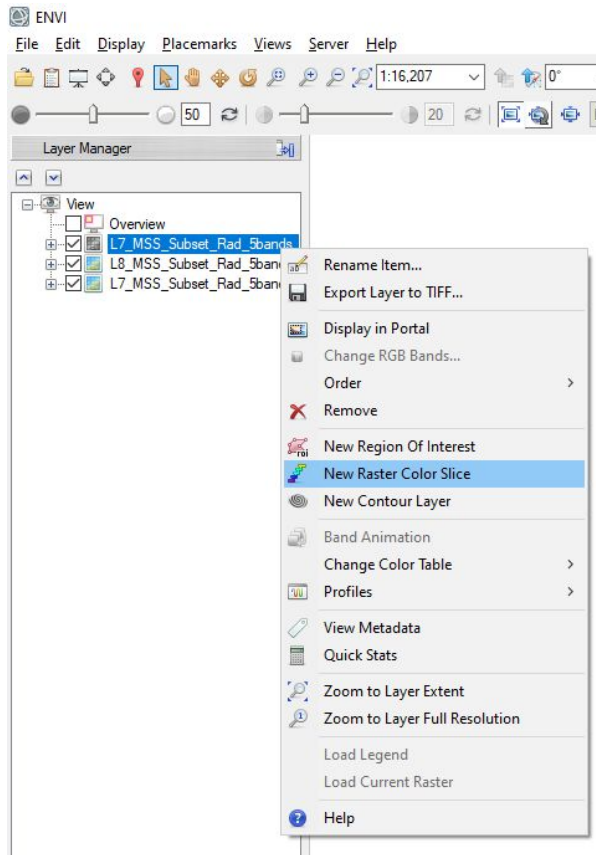 ENVI
File Edit Display Placemarks Views Server Help
1:16,207 0°
50 20
Layer Manager
View
Overview
L7_MSS_Subset_Rad_5bands
L8_MSS_Subset_Rad_5ban
L7_MSS_Subset_Rad_5ban
Rename Item...
Export Layer to TIFF...
Display in Portal
Change RGB Bands...
Order
Remove
New Region Of Interest
New Raster Color Slice
New Contour Layer
Band Animation
Change Color Table
Profiles
View Metadata
Quick Stats
Zoom to Layer Extent
Zoom to Layer Full Resolution
Load Legend
Load Current Raster
Help